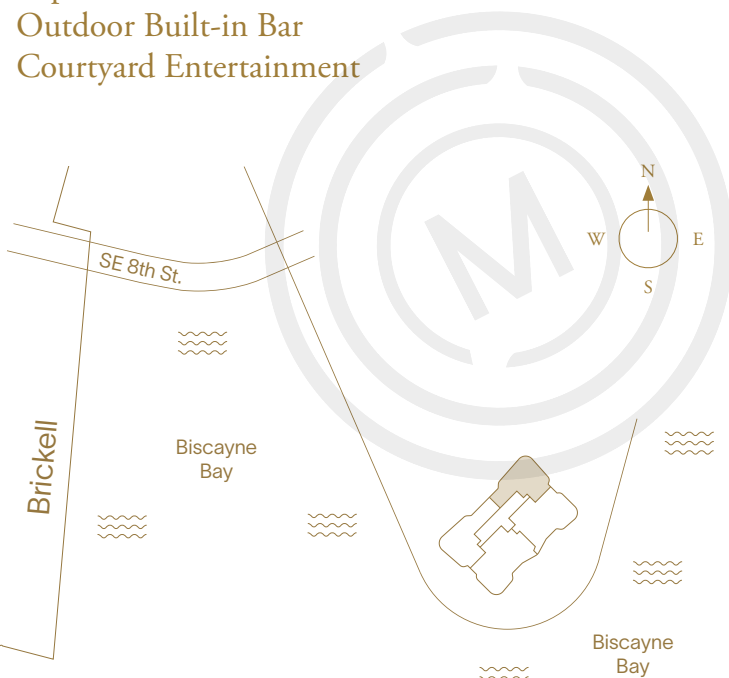 Outdoor Built-in Bar
Courtyard Entertainment
M
N
W
E
S
SE 8th St.
Brickell
Biscayne
Bay
Biscayne
Bay